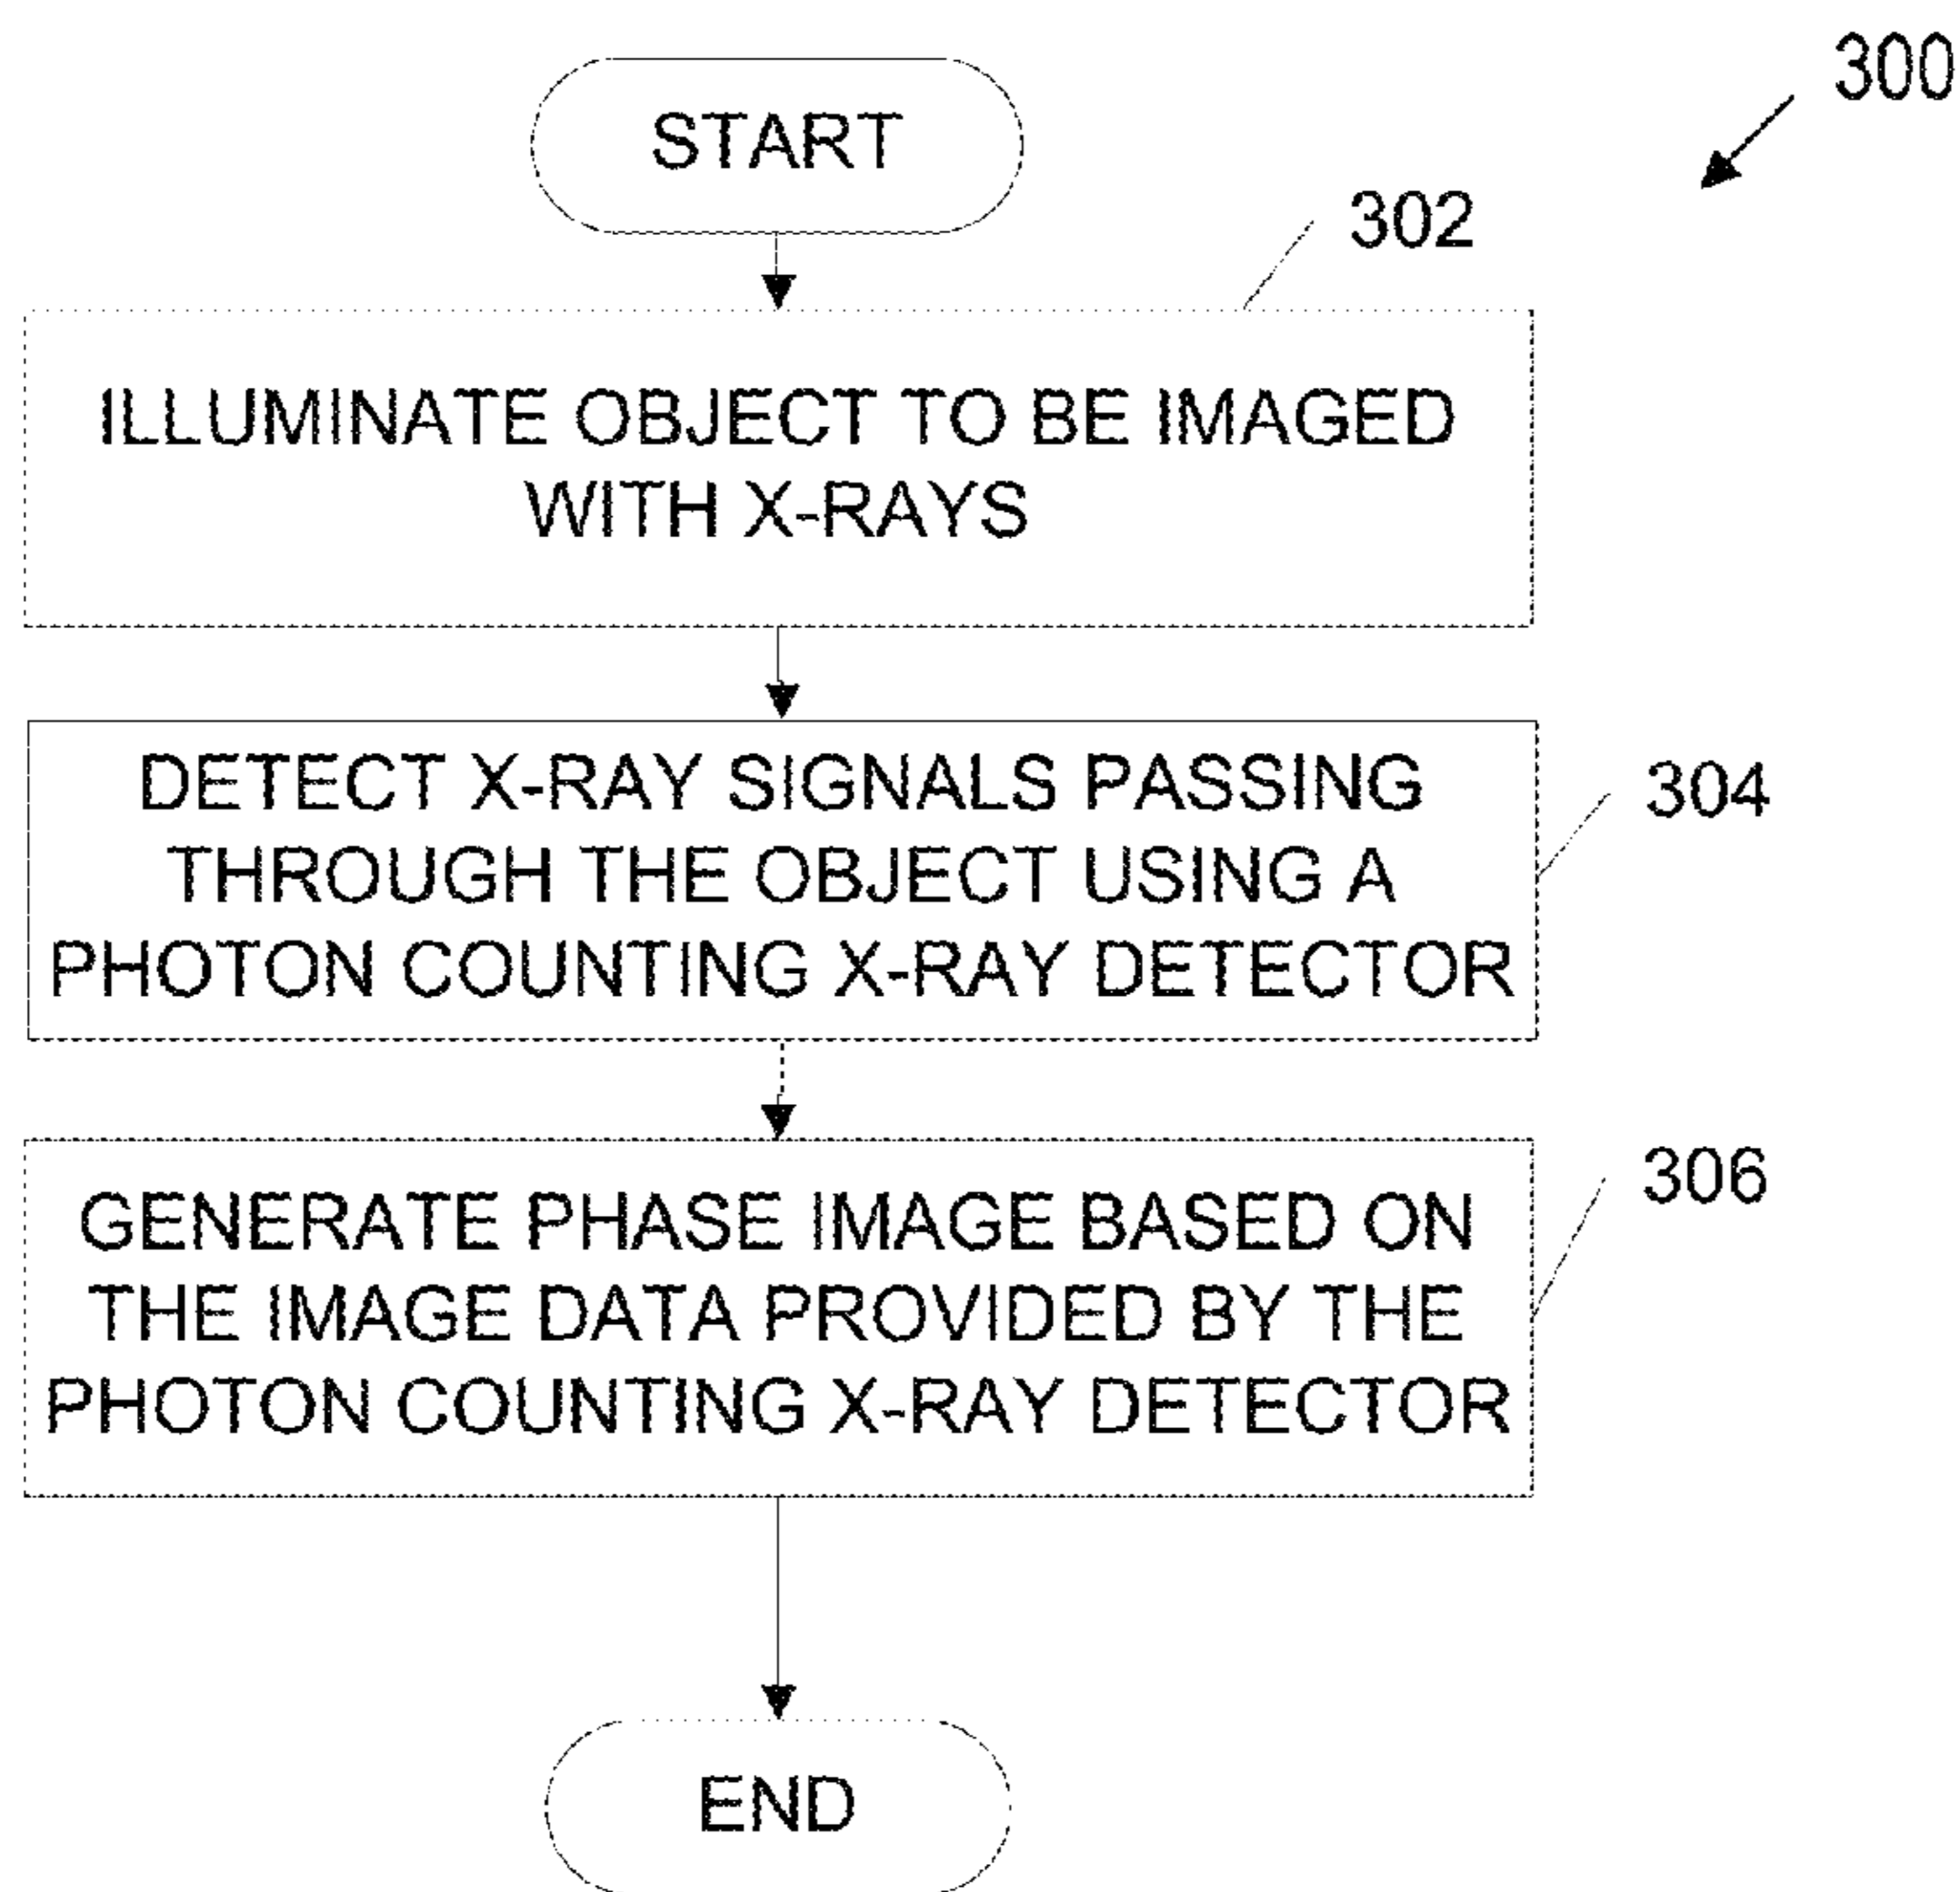 300
START
302
ILLUMINATE OBJECT TO BE IMAGED
WITH X-RAYS
DETECT X-RAY SIGNALS PASSING
THROUGH THE OBJECT USING A
PHOTON COUNTING X-RAY DETECTOR
304
GENERATE PHASE IMAGE BASED ON
THE IMAGE DATA PROVIDED BY THE
PHOTON COUNTING X-RAY DETECTOR
306
END